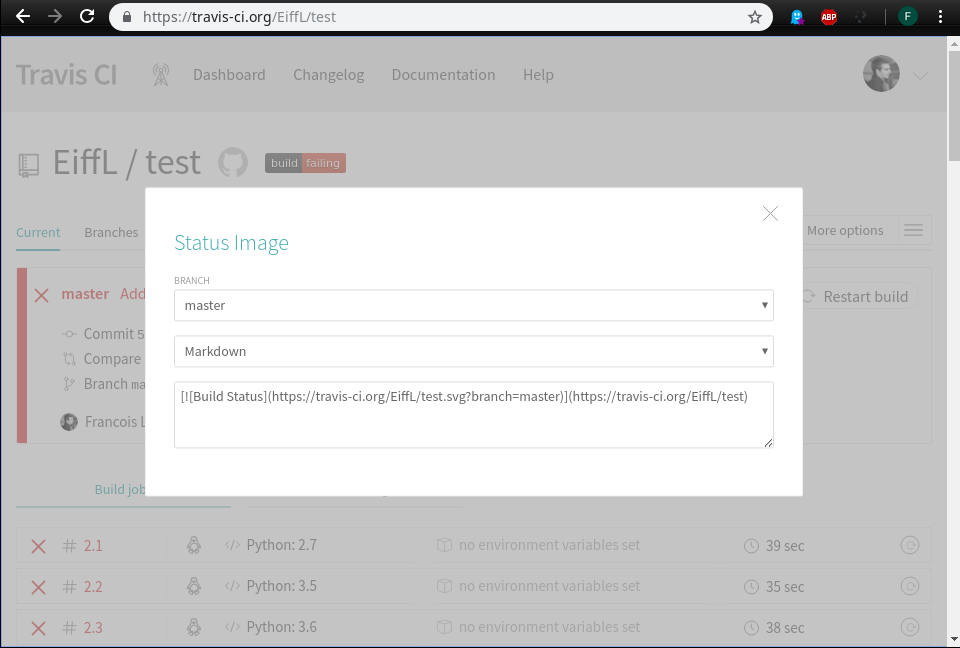 https://travis-ci.org/EiffL/test
ABP
F
Travis CI
Dashboard
Changelog
Documentation
Help
EiffL / test
build failing
Current
Branches
More options
Status Image
BRANCH
master
Markdown
[![Build Status](https://travis-ci.org/EiffL/test.svg?branch=master)](https://travis-ci.org/EiffL/test)
master Add
Restart build
Commit 5
Compare
Branch ma
Francois L
Build job
# 2.1 Python: 2.7 no environment variables set 39 sec
# 2.2 Python: 3.5 no environment variables set 35 sec
# 2.3 Python: 3.6 no environment variables set 38 sec